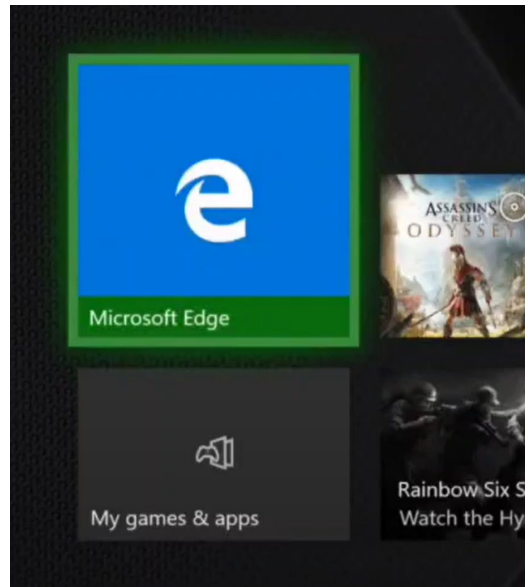 Microsoft Edge
ASSASSIN'S
CREED
ODYSSEY
My games & apps
Rainbow Six S
Watch the Hy